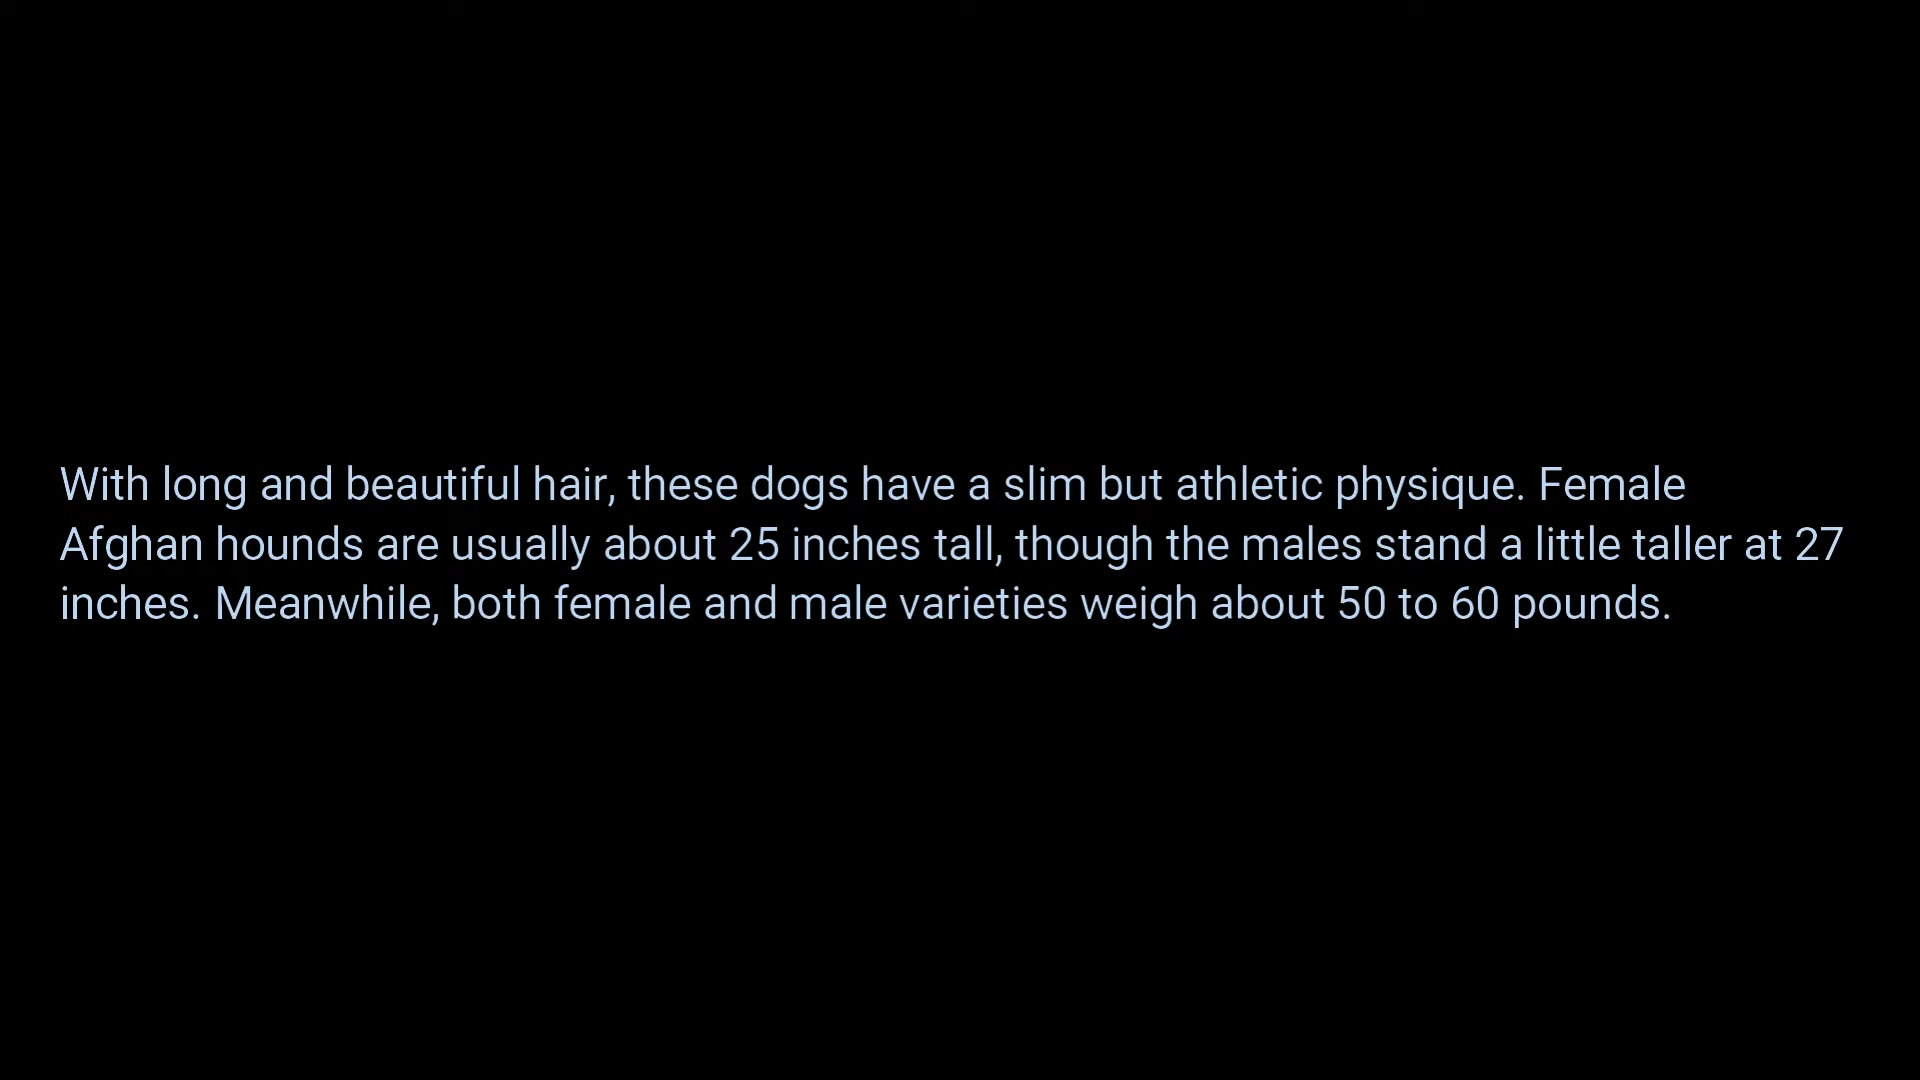 With long and beautiful hair, these dogs have a slim but athletic physique. Female
Afghan hounds are usually about 25 inches tall, though the males stand a little taller at 27
inches. Meanwhile, both female and male varieties weigh about 50 to 60 pounds.